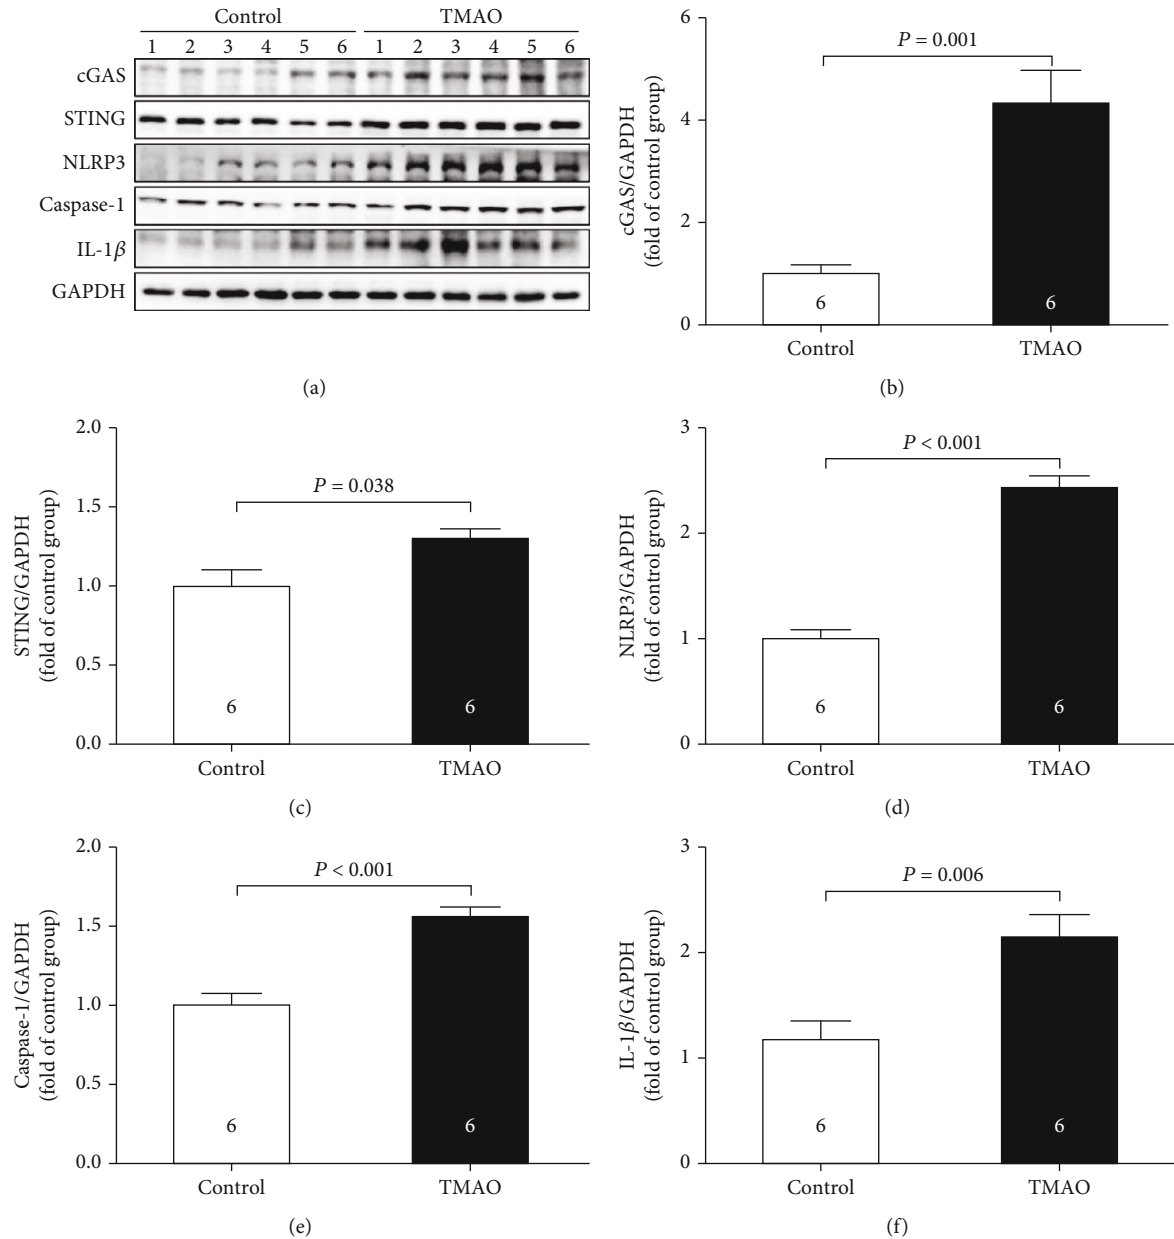 Control TMAO
1 2 3 4 5 6 1 2 3 4 5 6
cGAS
STING
NLRP3
Caspase-1
IL-1β
GAPDH
(a)
6
4
2
0
cGAS/GAPDH
(fold of control group)
P = 0.001
6 6
Control TMAO
(b)
2.0
1.5
1.0
0.5
0.0
STING/GAPDH
(fold of control group)
P = 0.038
6 6
Control TMAO
(c)
3
2
1
0
NLRP3/GAPDH
(fold of control group)
P < 0.001
6 6
Control TMAO
(d)
2.0
1.5
1.0
0.5
0.0
Caspase-1/GAPDH
(fold of control group)
P < 0.001
6 6
Control TMAO
(e)
3
2
1
0
IL-1β/GAPDH
(fold of control group)
P = 0.006
6 6
Control TMAO
(f)